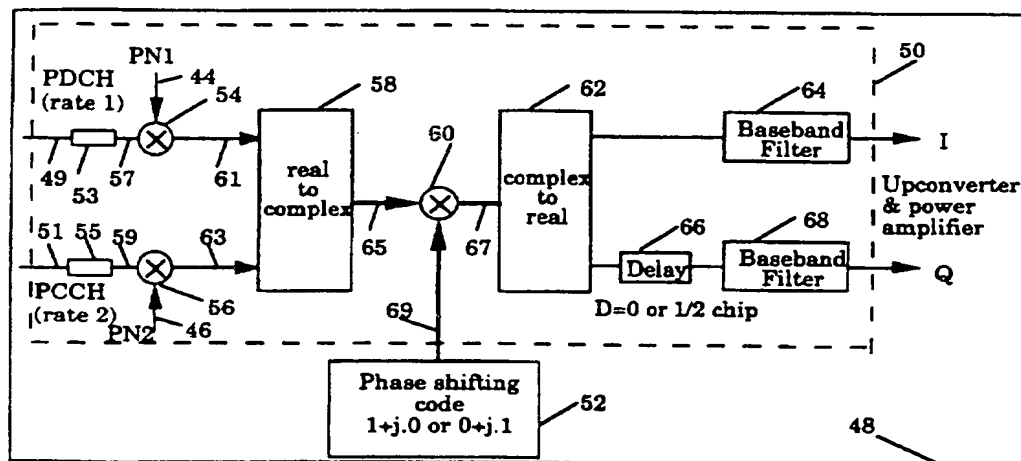 PN1
50
PDCH
(rate 1)
44
54
58
62
64
60
Baseband
Filter
I
49
53
57
61
real
to
complex
complex
to
real
Upconverter
& power
amplifier
65
67
66
68
51
55
59
63
Delay
Baseband
Filter
Q
PCCH
(rate 2)
56
D=0 or 1/2 chip
PN2
46
69
Phase shifting
code
1+j.0 or 0+j.1
52
48